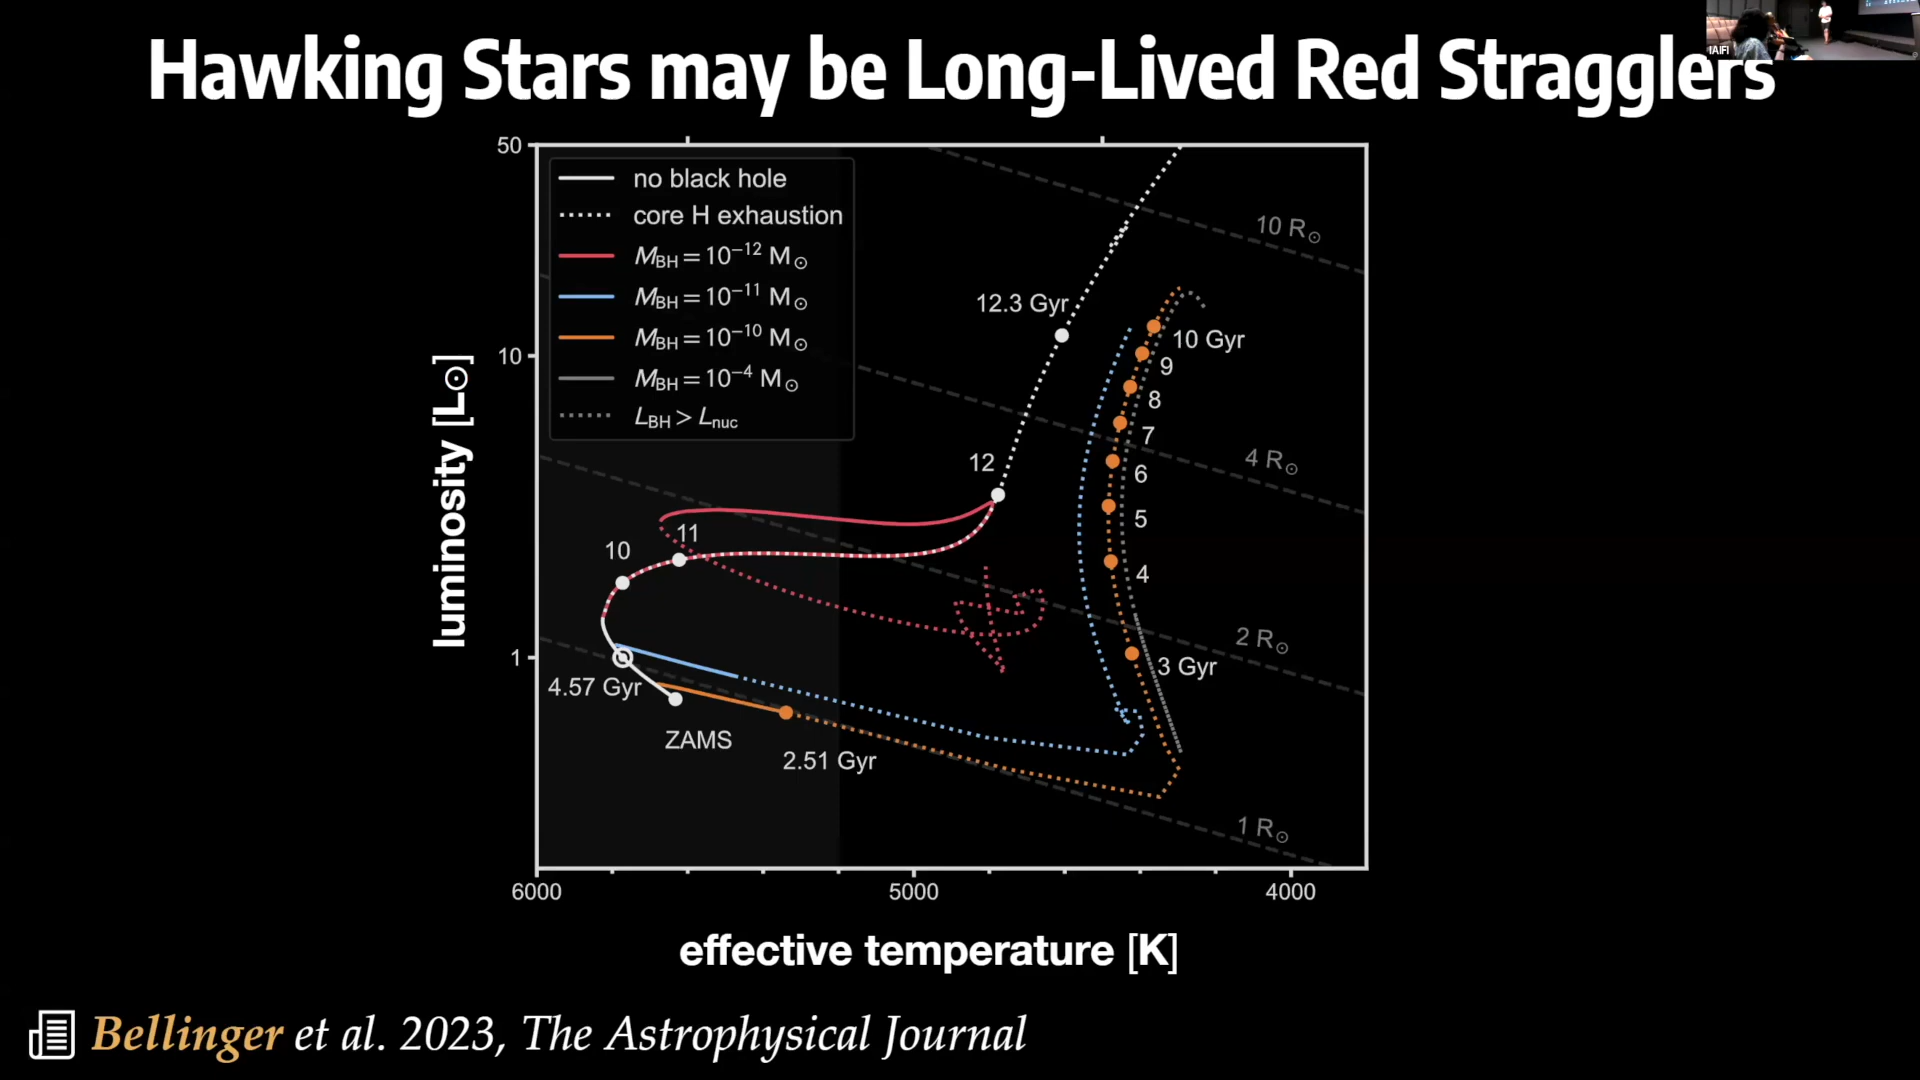 Hawking Stars may be Long-Lived Red Stragglers
IAIFI
50
10
1
luminosity [L⊙]
no black hole
core H exhaustion
M_BH = 10⁻¹² M⊙
M_BH = 10⁻¹¹ M⊙
M_BH = 10⁻¹⁰ M⊙
M_BH = 10⁻⁴ M⊙
L_BH > L_nuc
10 R⊙
12.3 Gyr
10 Gyr
9
8
7
4 R⊙
12
6
5
11
10
4
2 R⊙
3 Gyr
4.57 Gyr
ZAMS
2.51 Gyr
1 R⊙
6000
5000
4000
effective temperature [K]
Bellinger et al. 2023, The Astrophysical Journal